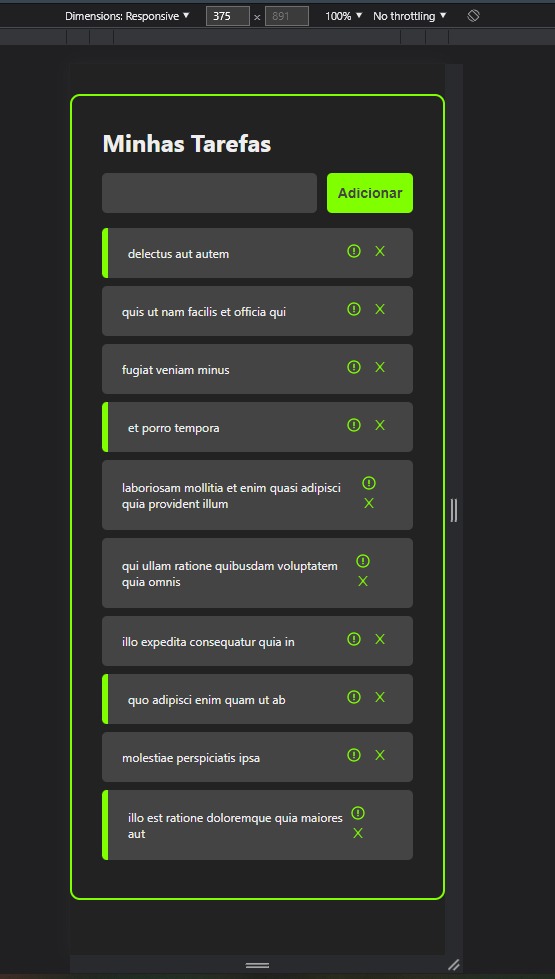 Dimensions: Responsive 375 × 891 100% No throttling
Minhas Tarefas
Adicionar
delectus aut autem
quis ut nam facilis et officia qui
fugiat veniam minus
et porro tempora
laboriosam mollitia et enim quasi adipisci
quia provident illum
qui ullam ratione quibusdam voluptatem
quia omnis
illo expedita consequatur quia in
quo adipisci enim quam ut ab
molestiae perspiciatis ipsa
illo est ratione doloremque quia maiores
aut